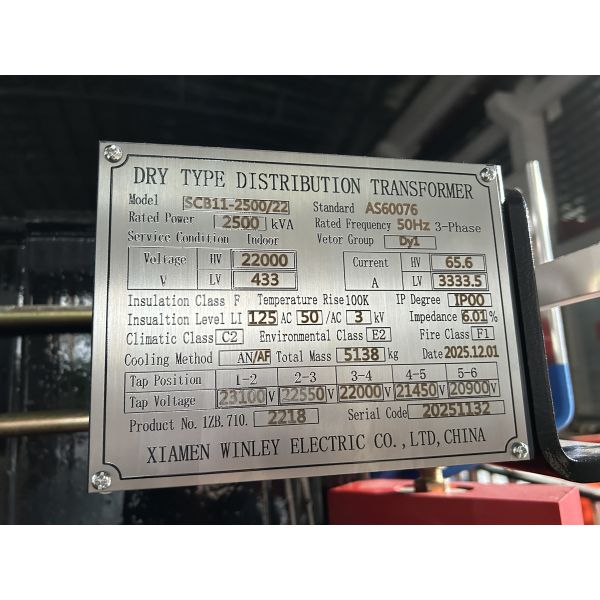 DRY TYPE DISTRIBUTION TRANSFORMER
Model SCB11-2500/22 Standard AS60076
Rated Power 2500 kVA Rated Frequency 50Hz 3-Phase
Service Condition Indoor Vetor Group Dy1
Voltage V HV 22000 Current A HV 65.6
LV 433 LV 3333.5
Insulation Class F Temperature Rise 100K IP Degree IP00
Insualtion Level LI 125 AC 50 /AC 3 kV Impedance 6.01 %
Climatic Class C2 Environmental Class E2 Fire Class F1
Cooling Method AN/AF Total Mass 5138 kg Date 2025.12.01
Tap Position 1-2 2-3 3-4 4-5 5-6
Tap Voltage 23100 V 22550 V 22000 V 21450 V 20900 V
Product No. 1ZB.710. 2218 Serial Code 20251132
XIAMEN WINLEY ELECTRIC CO.,LTD,CHINA